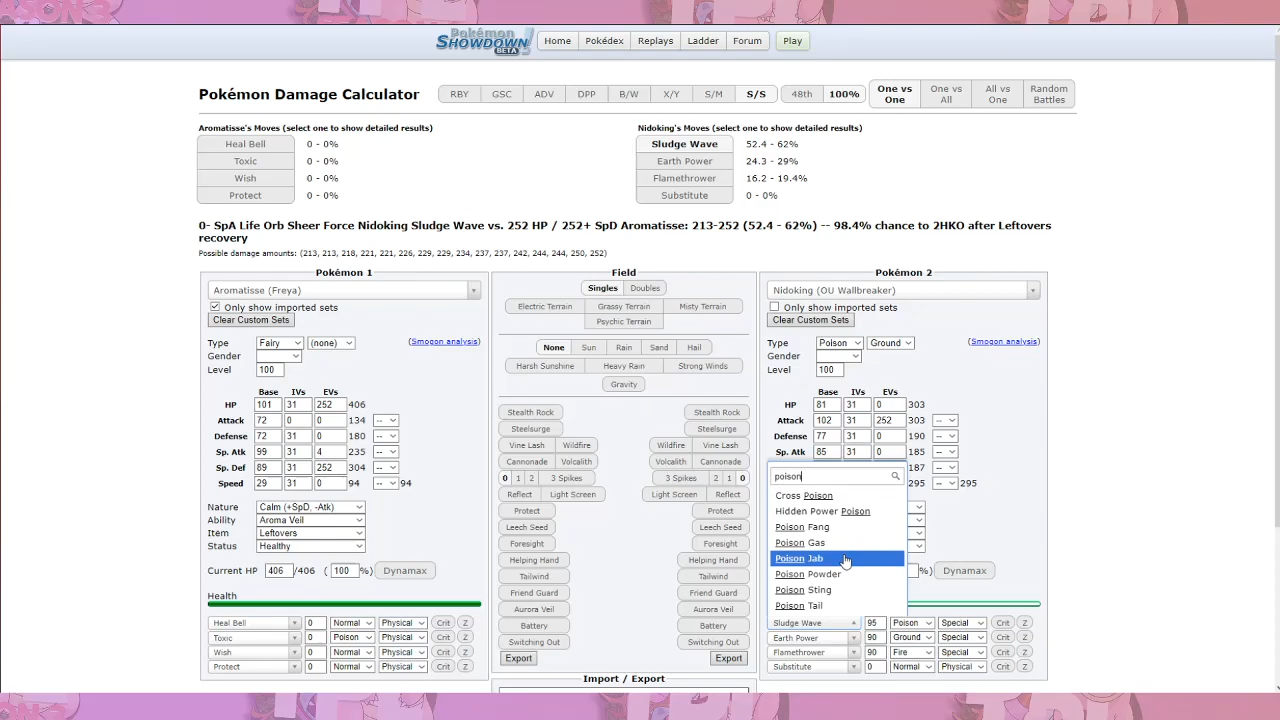 Pokémon
SHOWDOWN!
BETA
Home
Pokédex
Replays
Ladder
Forum
Play
Pokémon Damage Calculator
RBY
GSC
ADV
DPP
B/W
X/Y
S/M
S/S
48th
100%
One vs
One
One vs
All
All vs
One
Random
Battles
Aromatisse's Moves (select one to show detailed results)
Heal Bell 0 - 0%
Toxic 0 - 0%
Wish 0 - 0%
Protect 0 - 0%
Nidoking's Moves (select one to show detailed results)
Sludge Wave 52.4 - 62%
Earth Power 24.3 - 29%
Flamethrower 16.2 - 19.4%
Substitute 0 - 0%
0- SpA Life Orb Sheer Force Nidoking Sludge Wave vs. 252 HP / 252+ SpD Aromatisse: 213-252 (52.4 - 62%) -- 98.4% chance to 2HKO after Leftovers
recovery
Possible damage amounts: (213, 213, 218, 221, 221, 226, 229, 229, 234, 237, 237, 242, 244, 244, 250, 252)
Pokémon 1
Aromatisse (Freya)
Only show imported sets
Clear Custom Sets
Type Fairy (none) (Smogon analysis)
Gender
Level 100
Base IVs EVs
HP 101 31 252 406
Attack 72 0 0 134 --
Defense 72 31 0 180 --
Sp. Atk 99 31 4 235 --
Sp. Def 89 31 252 304 --
Speed 29 31 0 94 -- 94
Nature Calm (+SpD, -Atk)
Ability Aroma Veil
Item Leftovers
Status Healthy
Current HP 406 /406 ( 100 %) Dynamax
Health
Heal Bell 0 Normal Physical Crit Z
Toxic 0 Poison Physical Crit Z
Wish 0 Normal Physical Crit Z
Protect 0 Normal Physical Crit Z
Field
Singles Doubles
Electric Terrain Grassy Terrain Misty Terrain
Psychic Terrain
None Sun Rain Sand Hail
Harsh Sunshine Heavy Rain Strong Winds
Gravity
Stealth Rock Stealth Rock
Steelsurge Steelsurge
Vine Lash Wildfire Wildfire Vine Lash
Cannonade Volcalith Volcalith Cannonade
0 1 2 3 Spikes 3 Spikes 2 1 0
Reflect Light Screen Light Screen Reflect
Protect Protect
Leech Seed Leech Seed
Foresight Foresight
Helping Hand Helping Hand
Tailwind Tailwind
Friend Guard Friend Guard
Aurora Veil Aurora Veil
Battery Battery
Switching Out Switching Out
Export Export
Import / Export
Pokémon 2
Nidoking (OU Wallbreaker)
Only show imported sets
Clear Custom Sets
Type Poison Ground (Smogon analysis)
Gender
Level 100
Base IVs EVs
HP 81 31 0 303
Attack 102 31 252 303 --
Defense 77 31 0 190 --
Sp. Atk 85 31 0 185 --
187 --
295 -- 295
poison
Cross Poison
Hidden Power Poison
Poison Fang
Poison Gas
Poison Jab
Poison Powder
Poison Sting
Poison Tail
%) Dynamax
Sludge Wave 95 Poison Special Crit Z
Earth Power 90 Ground Special Crit Z
Flamethrower 90 Fire Special Crit Z
Substitute 0 Normal Physical Crit Z